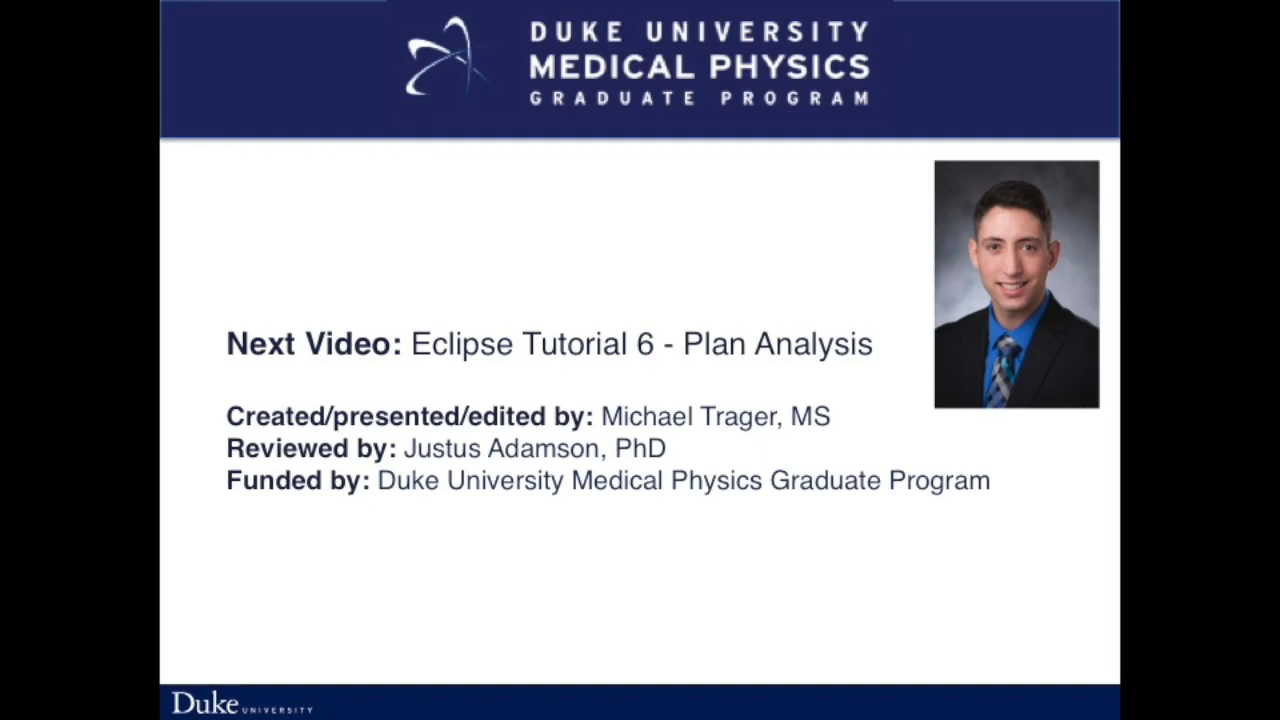 DUKE UNIVERSITY
MEDICAL PHYSICS
GRADUATE PROGRAM
Next Video: Eclipse Tutorial 6 - Plan Analysis
Created/presented/edited by: Michael Trager, MS
Reviewed by: Justus Adamson, PhD
Funded by: Duke University Medical Physics Graduate Program
Duke UNIVERSITY